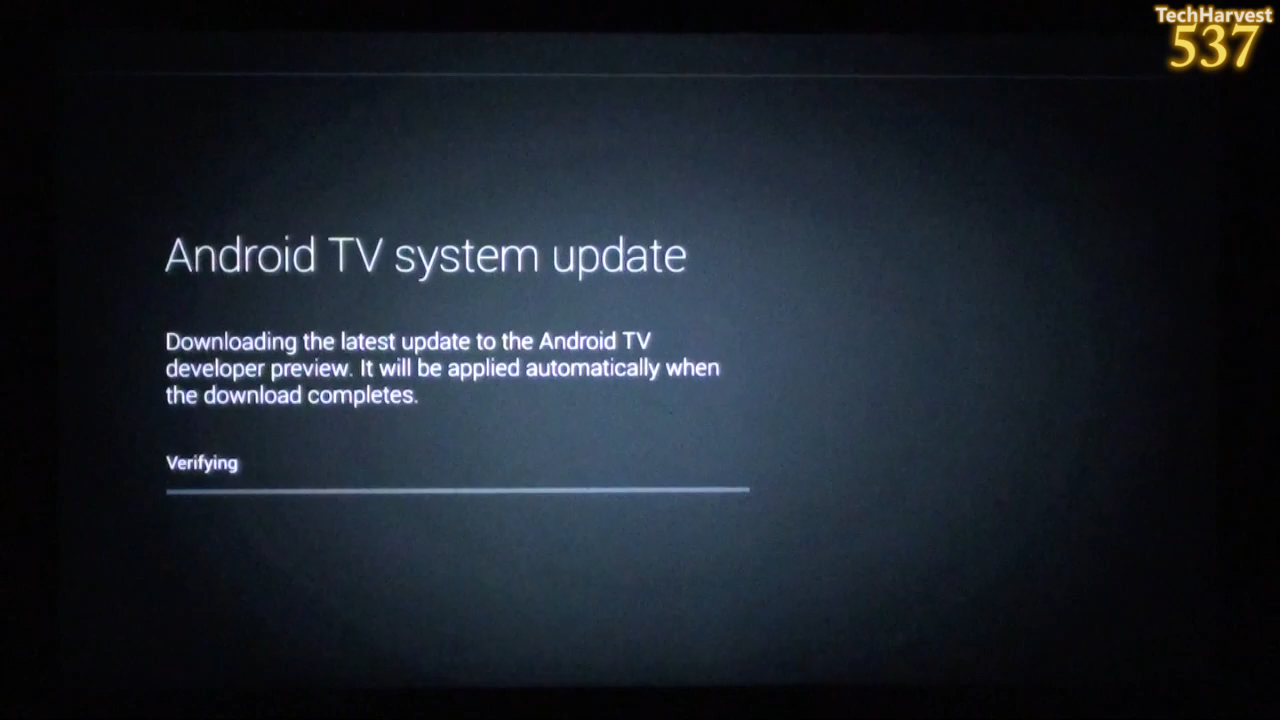 TechHarvest
537
Android TV system update
Downloading the latest update to the Android TV
developer preview. It will be applied automatically when
the download completes.
Verifying